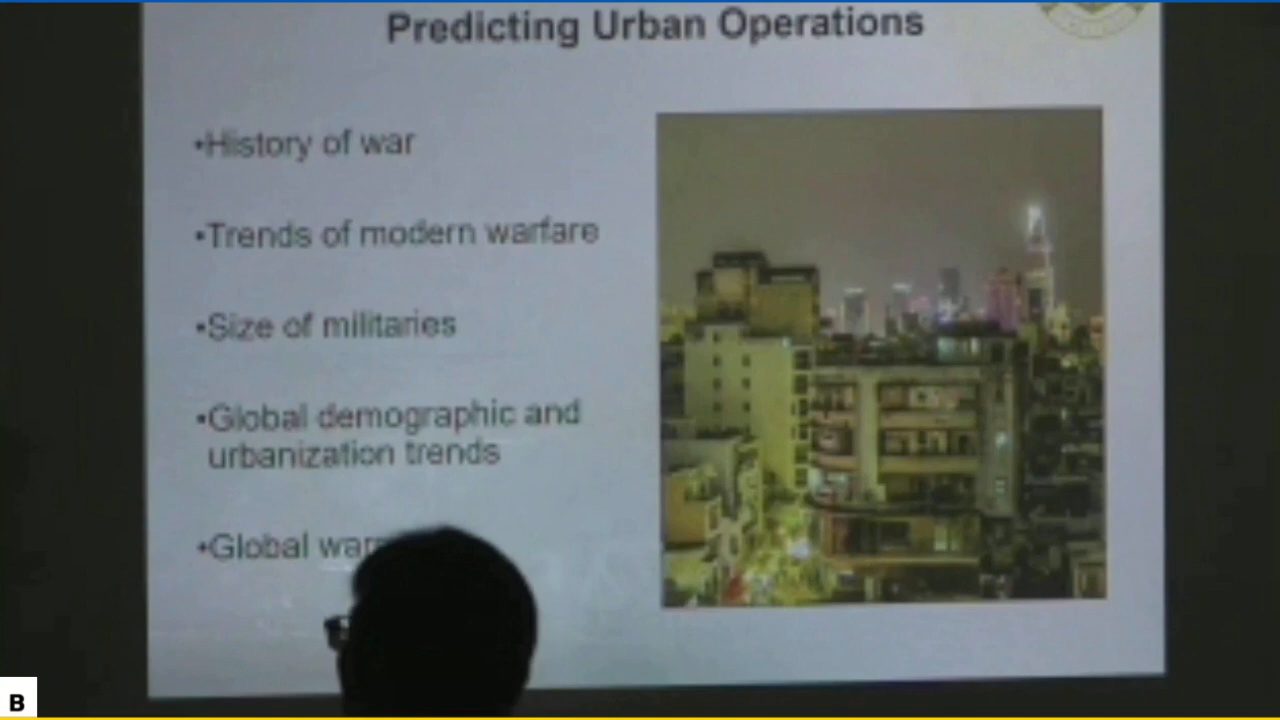 Predicting Urban Operations
•History of war
•Trends of modern warfare
•Size of militaries
•Global demographic and
urbanization trends
•Global
B